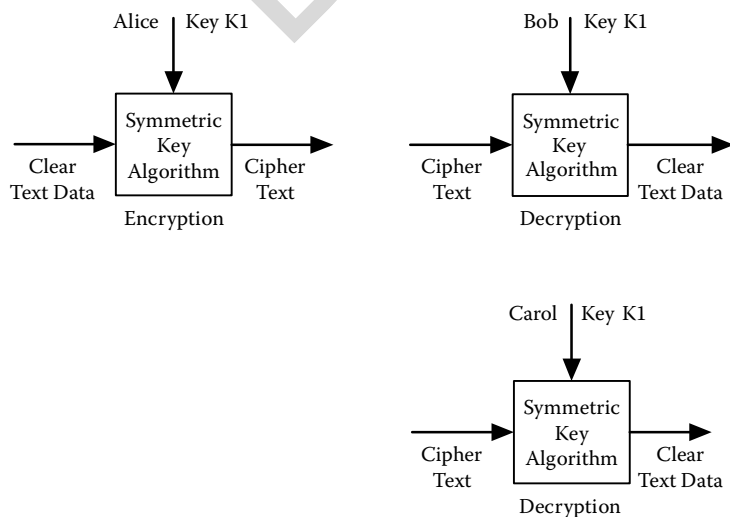 Alice Key K1
Symmetric
Key
Algorithm
Clear
Text Data
Cipher
Text
Encryption
Bob Key K1
Symmetric
Key
Algorithm
Cipher
Text
Clear
Text Data
Decryption
Carol Key K1
Symmetric
Key
Algorithm
Cipher
Text
Clear
Text Data
Decryption